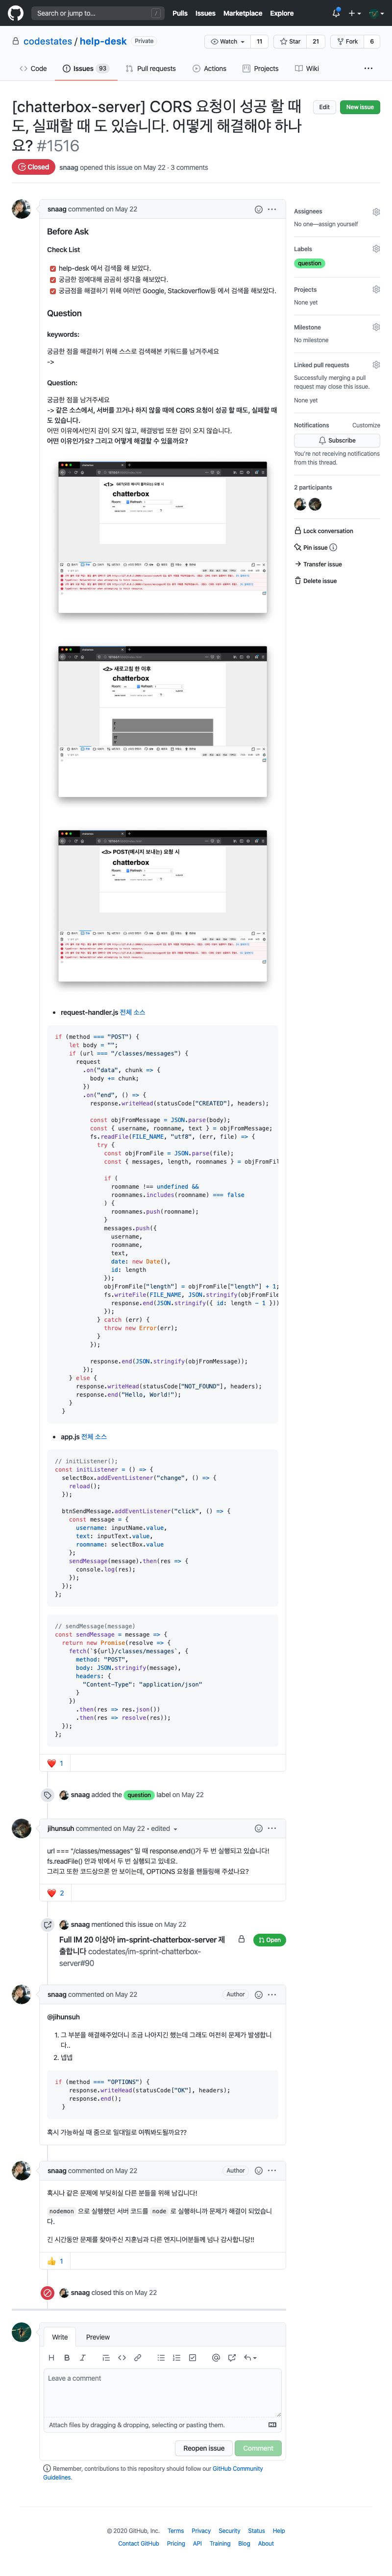 Search or jump to...
/
Pulls Issues Marketplace Explore
codestates / help-desk Private
Watch 11 Star 21 Fork 6
Code Issues 93 Pull requests Actions Projects Wiki
[chatterbox-server] CORS 요청이 성공 할 때
도, 실패할 때 도 있습니다. 어떻게 해결해야 하나
요? #1516
Edit New issue
Closed snaag opened this issue on May 22 · 3 comments
snaag commented on May 22
Before Ask
Check List
help-desk 에서 검색을 해 보았다.
궁금한 점에대해 곰곰히 생각을 해보았다.
궁금점을 해결하기 위해 여러번 Google, Stackoverflow등 에서 검색을 해보았다.
Question
keywords:
궁금한 점을 해결하기 위해 스스로 검색해본 키워드를 남겨주세요
->
Question:
궁금한 점을 남겨주세요
-> 같은 소스에서, 서버를 끄거나 하지 않을 때에 CORS 요청이 성공 할 때도, 실패할 때
도 있습니다.
어떤 이유에서인지 감이 오지 않고, 해결방법 또한 감이 오지 않습니다.
어떤 이유인가요? 그리고 어떻게 해결할 수 있을까요?
chatterbox
<2> 새로고침 한 이후
chatterbox
<3> POST(메시지 보내는) 요청 시
chatterbox
request-handler.js 전체 소스
if (method === "POST") {
let body = "";
if (url === "/classes/messages") {
request
.on("data", chunk => {
body += chunk;
})
.on("end", () => {
response.writeHead(statusCode["CREATED"], headers);
const objFromMessage = JSON.parse(body);
const { username, roomname, text } = objFromMessage;
fs.readFile(FILE_NAME, "utf8", (err, file) => {
try {
const objFromFile = JSON.parse(file);
const { messages, length, roomnames } = objFromFil
if (
roomname !== undefined &&
roomnames.includes(roomname) === false
) {
roomnames.push(roomname);
}
messages.push({
username,
roomname,
text,
date: new Date(),
id: length
});
objFromFile["length"] = objFromFile["length"] + 1;
fs.writeFile(FILE_NAME, JSON.stringify(objFromFile
response.end(JSON.stringify({ id: length - 1 }))
});
} catch (err) {
throw new Error(err);
}
});
response.end(JSON.stringify(objFromMessage));
});
} else {
response.writeHead(statusCode["NOT_FOUND"], headers);
response.end("Hello, World!");
}
}
app.js 전체 소스
// initListener();
const initListener = () => {
selectBox.addEventListener("change", () => {
reload();
});
btnSendMessage.addEventListener("click", () => {
const message = {
username: inputName.value,
text: inputText.value,
roomname: selectBox.value
};
sendMessage(message).then(res => {
console.log(res);
});
});
};
// sendMessage(message)
const sendMessage = message => {
return new Promise(resolve => {
fetch(`${url}/classes/messages`, {
method: "POST",
body: JSON.stringify(message),
headers: {
"Content-Type": "application/json"
}
})
.then(res => res.json())
.then(res => resolve(res));
});
};
1
snaag added the question label on May 22
jihunsuh commented on May 22 • edited
url === "/classes/messages" 일 때 response.end()가 두 번 실행되고 있습니다!
fs.readFile() 안과 밖에서 두 번 실행되고 있네요.
그리고 또한 코드상으론 안 보이는데, OPTIONS 요청을 핸들링해 주셨나요?
2
snaag mentioned this issue on May 22
Full IM 20 이상아 im-sprint-chatterbox-server 제
출합니다 codestates/im-sprint-chatterbox-
server#90
Open
snaag commented on May 22 Author
@jihunsuh
1. 그 부분을 해결해주었더니 조금 나아지긴 했는데 그래도 여전히 문제가 발생합니
다..
2. 넵넵
if (method === "OPTIONS") {
response.writeHead(statusCode["OK"], headers);
response.end();
}
혹시 가능하실 때 줌으로 일대일로 여쭤봐도될까요??
snaag commented on May 22 Author
혹시나 같은 문제에 부딪히실 다른 분들을 위해 남깁니다!
nodemon 으로 실행했던 서버 코드를 node 로 실행하니까 문제가 해결이 되었습니
다.
긴 시간동안 문제를 찾아주신 지훈님과 다른 엔지니어분들께 넘나 감사합니당!!
1
snaag closed this on May 22
Write Preview
Leave a comment
Attach files by dragging & dropping, selecting or pasting them.
Reopen issue Comment
Remember, contributions to this repository should follow our GitHub Community
Guidelines.
Assignees
No one—assign yourself
Labels
question
Projects
None yet
Milestone
No milestone
Linked pull requests
Successfully merging a pull
request may close this issue.
None yet
Notifications Customize
Subscribe
You're not receiving notifications
from this thread.
2 participants
Lock conversation
Pin issue
Transfer issue
Delete issue
© 2020 GitHub, Inc. Terms Privacy Security Status Help
Contact GitHub Pricing API Training Blog About